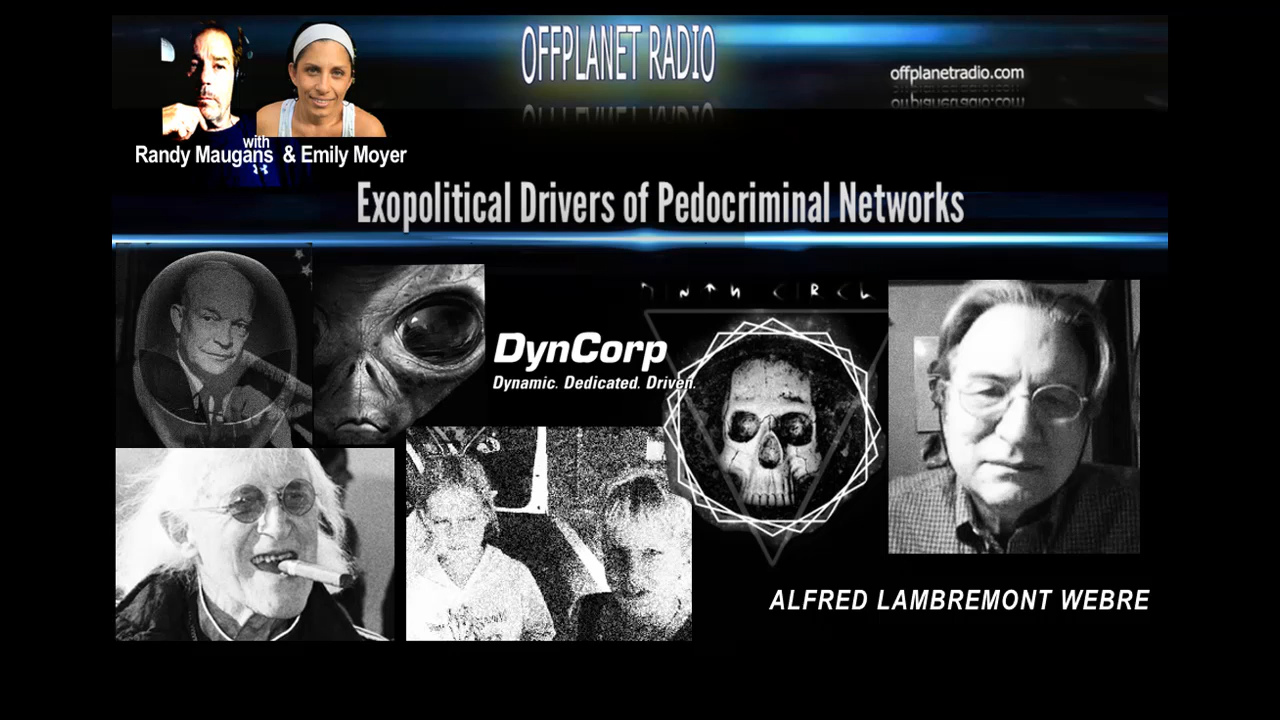 OFFPLANET RADIO
offplanetradio.com
with
Randy Maugans & Emily Moyer
Exopolitical Drivers of Pedocriminal Networks
DynCorp
Dynamic. Dedicated. Driven.
ALFRED LAMBREMONT WEBRE